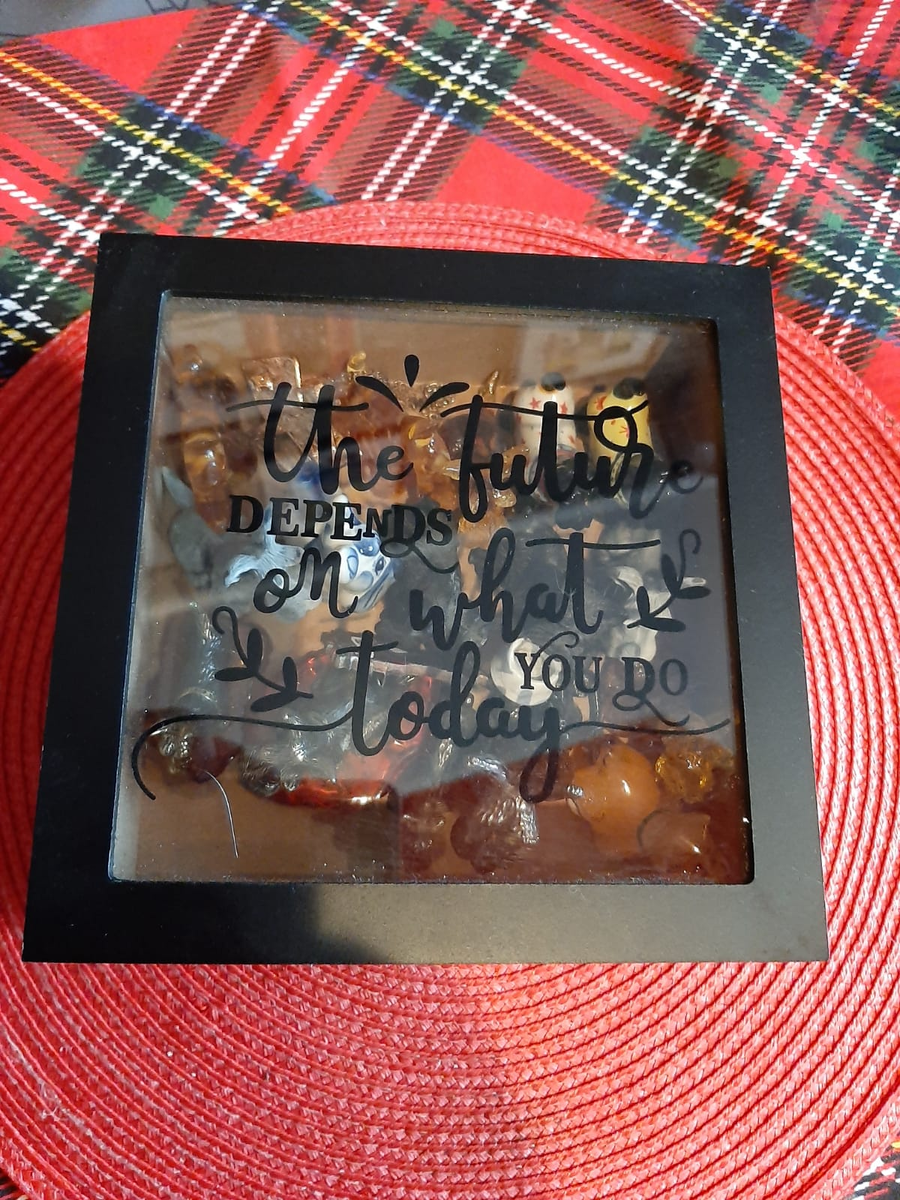 the future
DEPENDS
on what
YOU DO
today